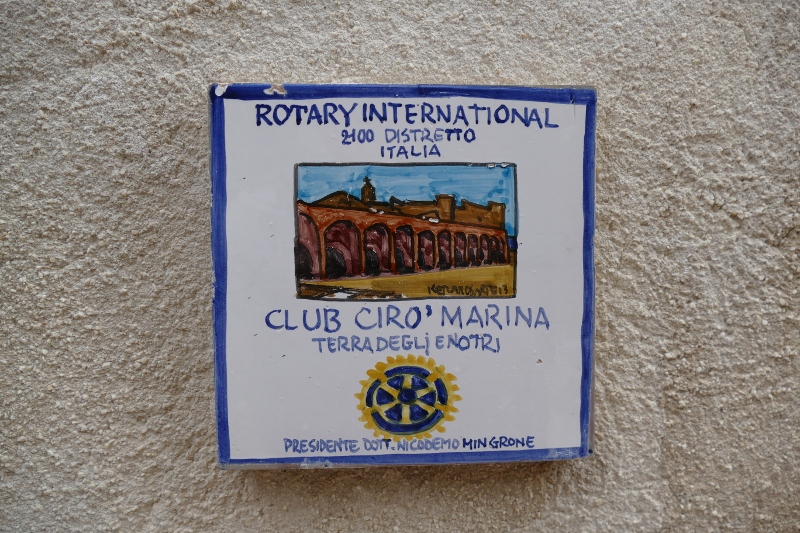 ROTARY INTERNATIONAL
2100 DISTRETTO
ITALIA
CLUB CIRO' MARINA
TERRA DEGLI ENOTRI
PRESIDENTE DOTT. NICODEMO MINGRONE